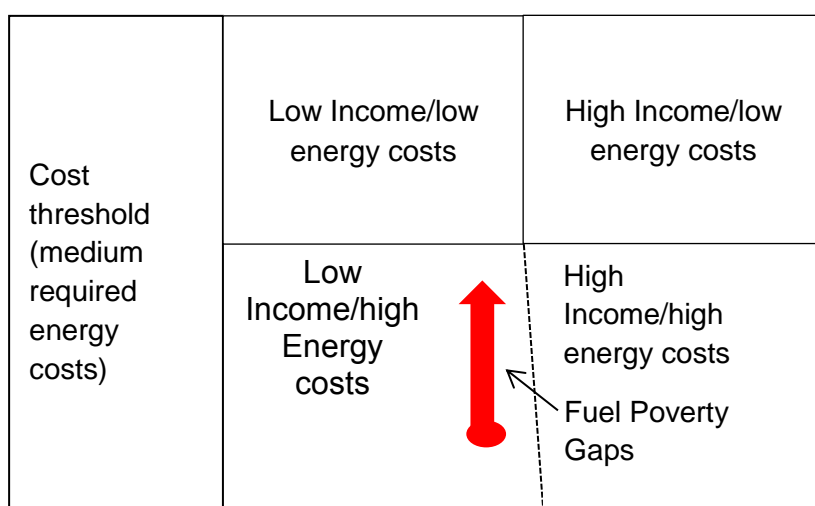 Cost
threshold
(medium
required
energy
costs)
Low Income/low
energy costs
High Income/low
energy costs
Low
Income/high
Energy
costs
High
Income/high
energy costs
Fuel Poverty
Gaps